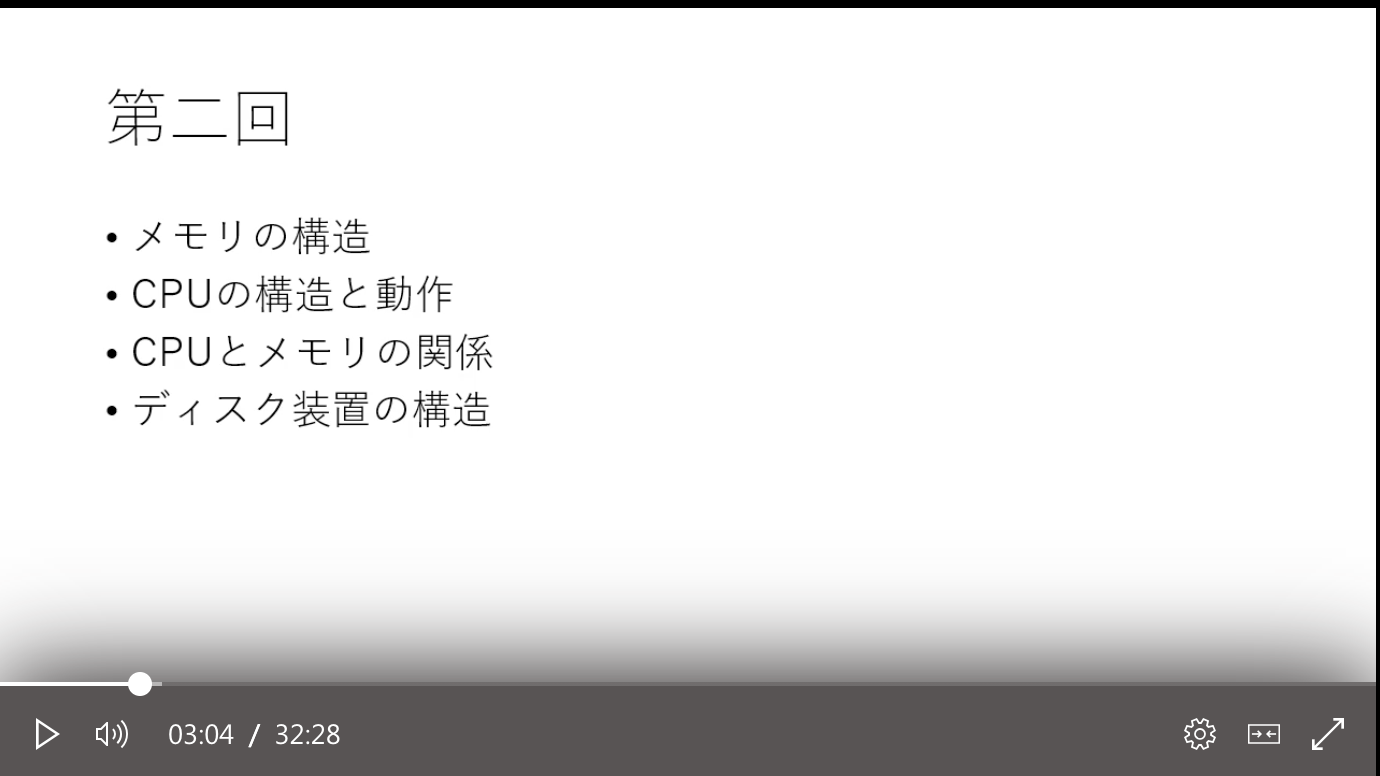 第二回
• メモリの構造
• CPUの構造と動作
• CPUとメモリの関係
• ディスク装置の構造
03:04 / 32:28